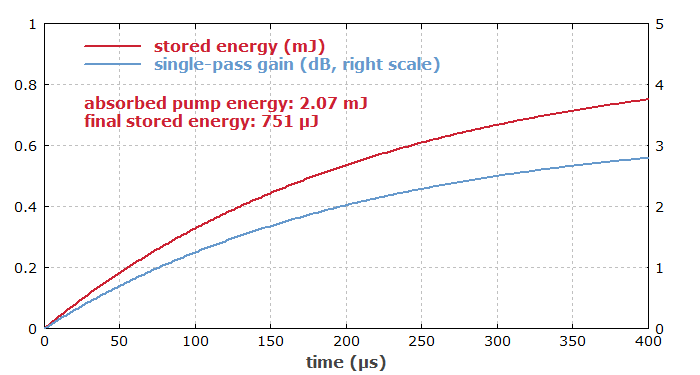 stored energy (mJ)
single-pass gain (dB, right scale)
absorbed pump energy: 2.07 mJ
final stored energy: 751 µJ
1
0.8
0.6
0.4
0.2
0
5
4
3
2
1
0
0 50 100 150 200 250 300 350 400
time (µs)